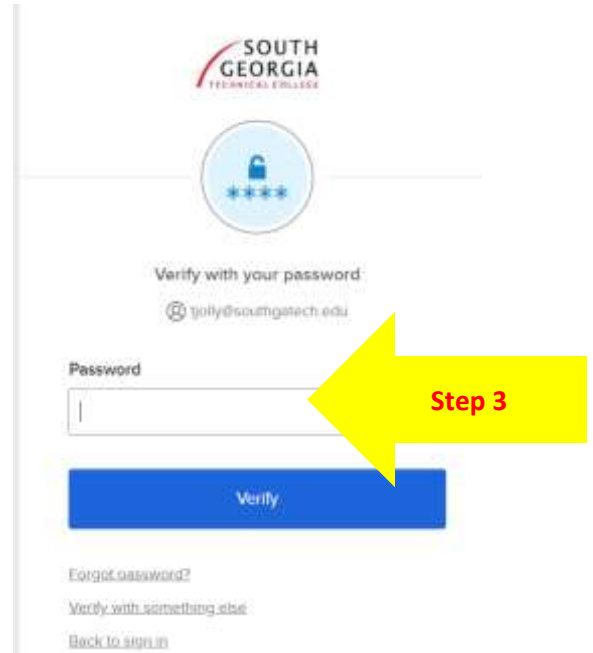 SOUTH
GEORGIA
TECHNICAL COLLEGE
****
Verify with your password
tjolly@southgatech.edu
Password
Step 3
Verify
Forgot password?
Verify with something else
Back to sign in